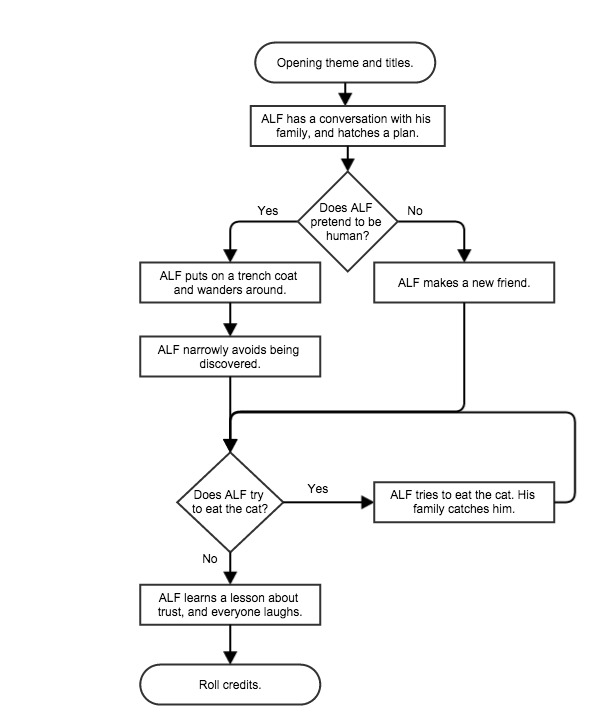 Opening theme and titles.
ALF has a conversation with his
family, and hatches a plan.
Does ALF
pretend to be
human?
Yes
No
ALF puts on a trench coat
and wanders around.
ALF makes a new friend.
ALF narrowly avoids being
discovered.
Does ALF try
to eat the cat?
Yes
ALF tries to eat the cat. His
family catches him.
No
ALF learns a lesson about
trust, and everyone laughs.
Roll credits.